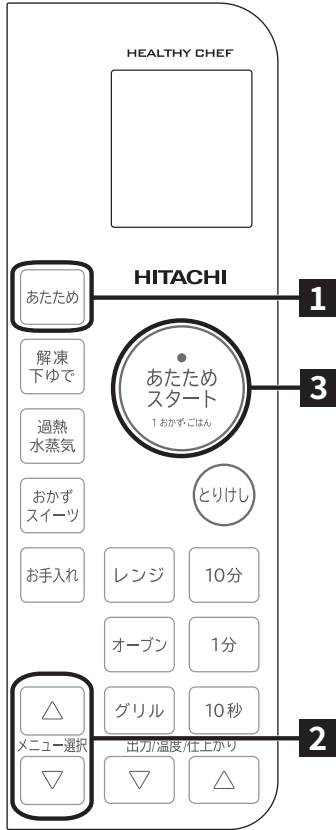 HEALTHY CHEF
HITACHI
あたため
1
あたため
スタート
1 おかず・ごはん
3
解凍
下ゆで
過熱
水蒸気
おかず
スイーツ
とりけし
お手入れ
レンジ
10分
オーブン
1分
グリル
10秒
メニュー選択
出力/温度/仕上がり
2